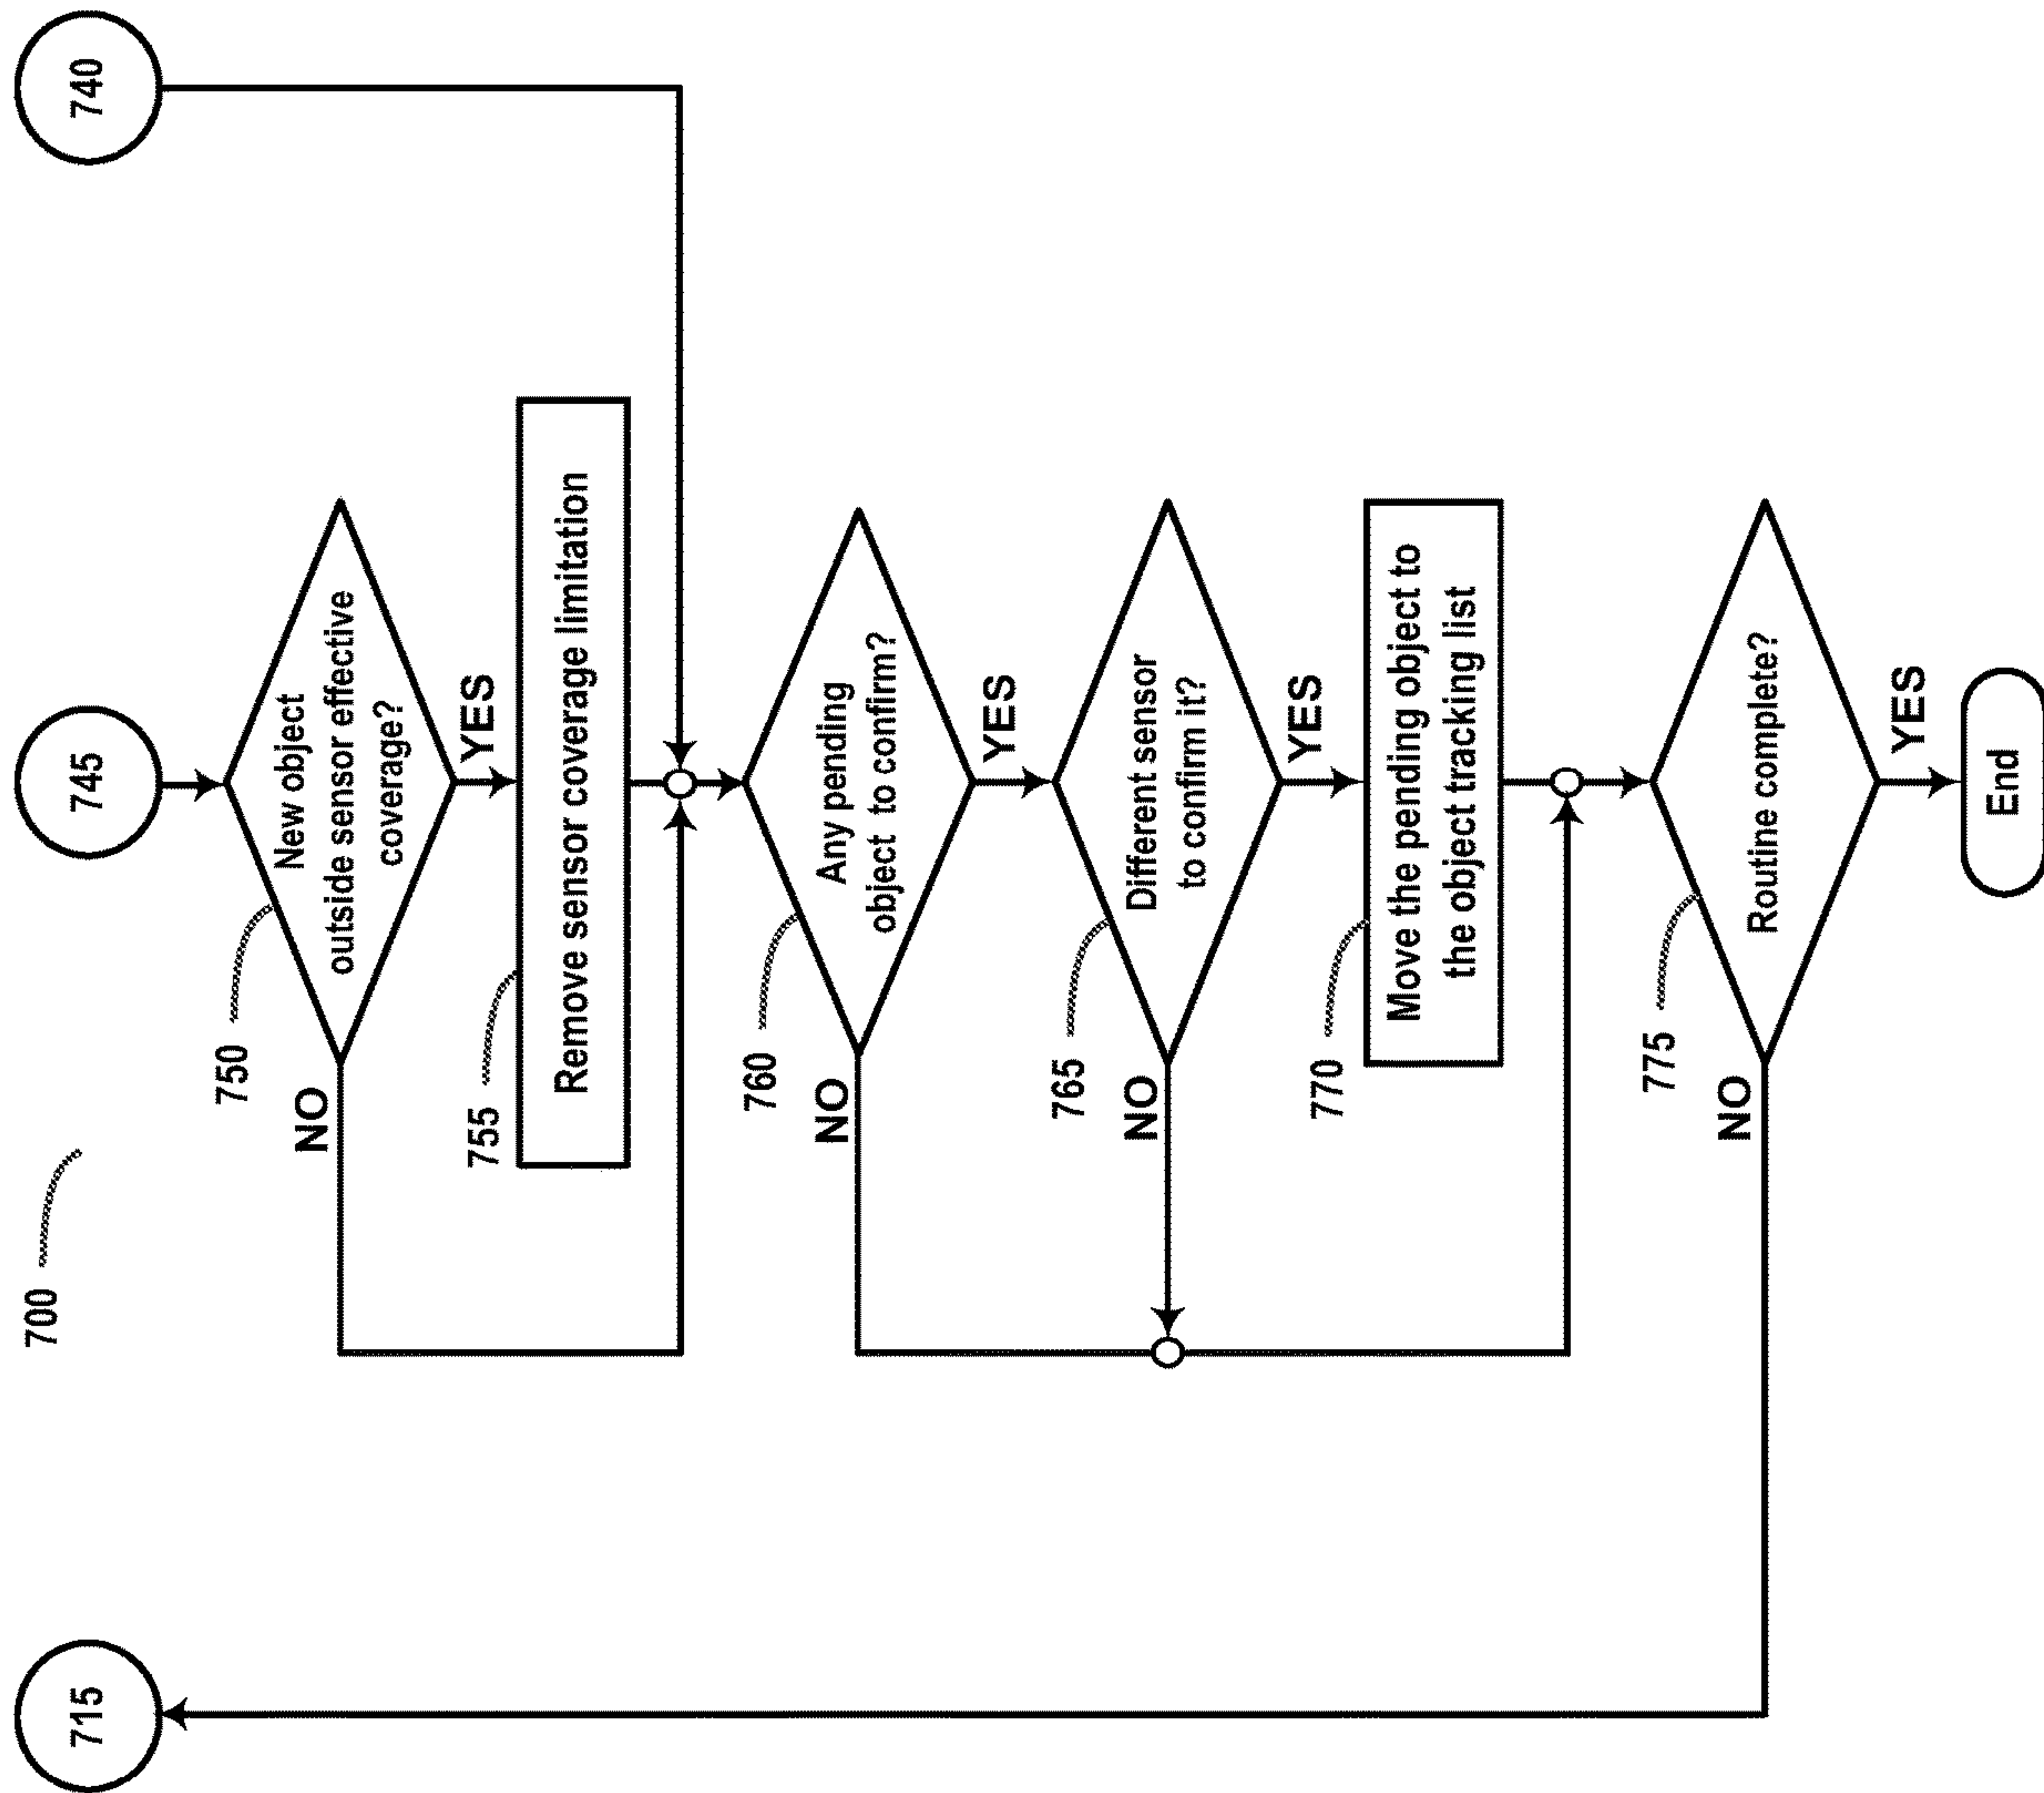 700
715
745
740
750
New object
outside sensor effective
coverage?
NO
YES
755
Remove sensor coverage limitation
760
Any pending
object to confirm?
NO
YES
765
Different sensor
to confirm it?
NO
YES
770
Move the pending object to
the object tracking list
775
Routine complete?
NO
YES
End